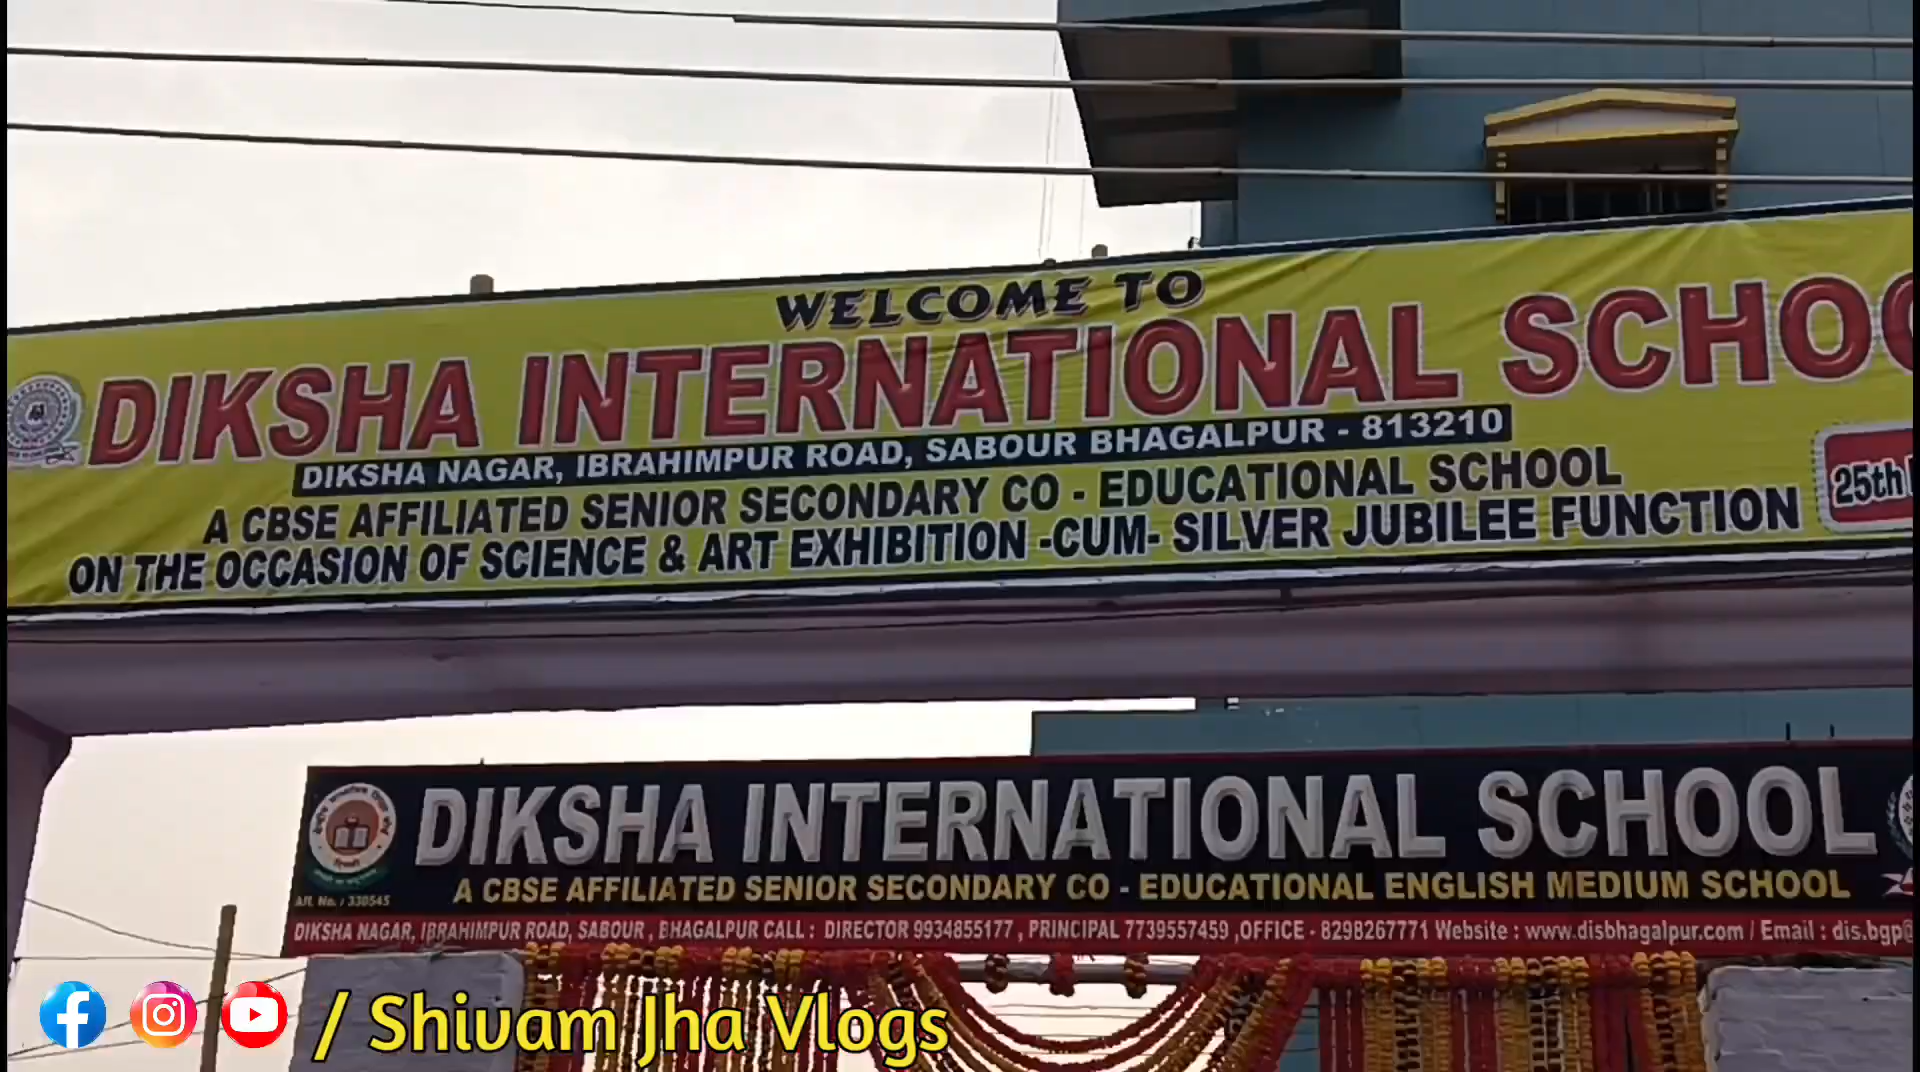 WELCOME TO
DIKSHA INTERNATIONAL SCHOO
DIKSHA NAGAR, IBRAHIMPUR ROAD, SABOUR BHAGALPUR - 813210
A CBSE AFFILIATED SENIOR SECONDARY CO - EDUCATIONAL SCHOOL
ON THE OCCASION OF SCIENCE & ART EXHIBITION -CUM- SILVER JUBILEE FUNCTION
25th
DIKSHA INTERNATIONAL SCHOOL
A CBSE AFFILIATED SENIOR SECONDARY CO - EDUCATIONAL ENGLISH MEDIUM SCHOOL
Afl. No. : 330545
DIKSHA NAGAR, IBRAHIMPUR ROAD, SABOUR , BHAGALPUR CALL : DIRECTOR 9934855177 , PRINCIPAL 7739557459 ,OFFICE - 8298267771 Website : www.disbhagalpur.com / Email : dis.bgp@
/ Shivam Jha Vlogs